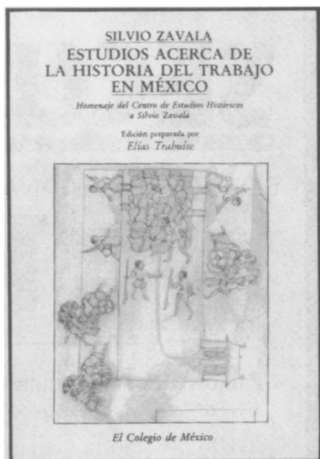 SILVIO ZAVALA
ESTUDIOS ACERCA DE
LA HISTORIA DEL TRABAJO
EN MÉXICO
Homenaje del Centro de Estudios Históricos
a Silvio Zavala
Edición preparada por
Elías Trabulse
El Colegio de México